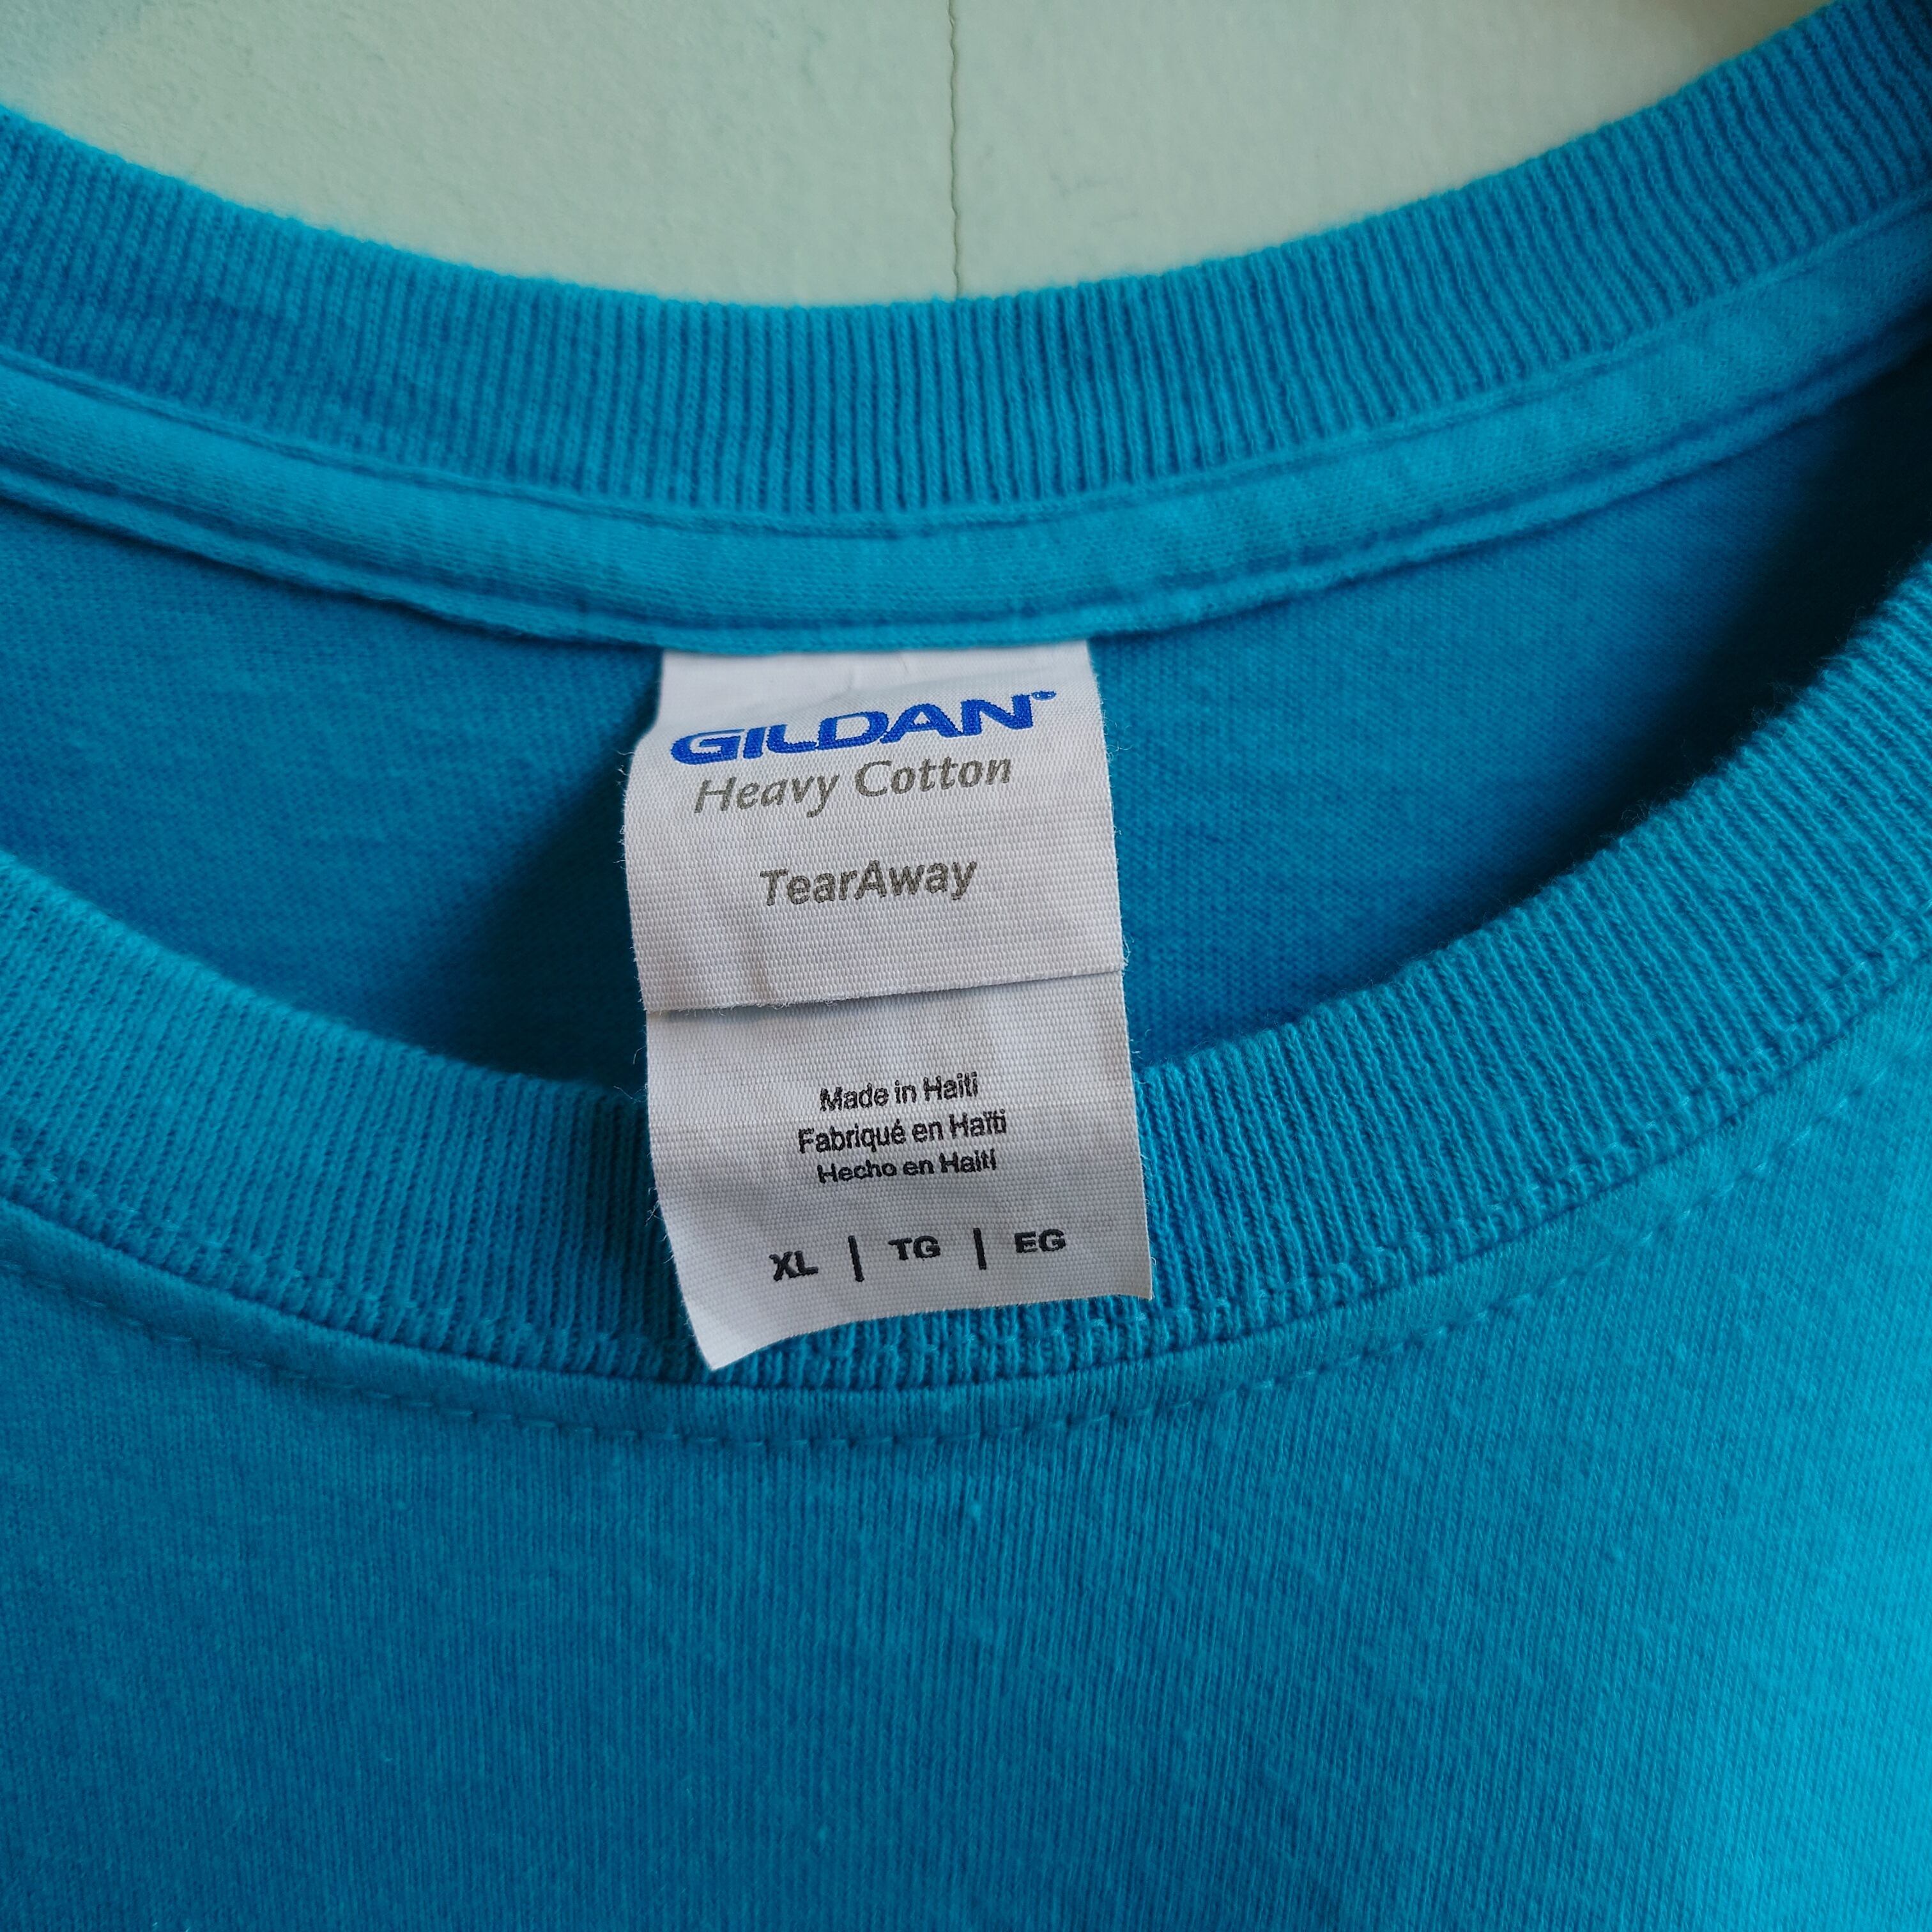 GILDAN
Heavy Cotton
TearAway
Made in Haiti
Fabriqué en Haïti
Hecho en Haití
XL | TG | EG